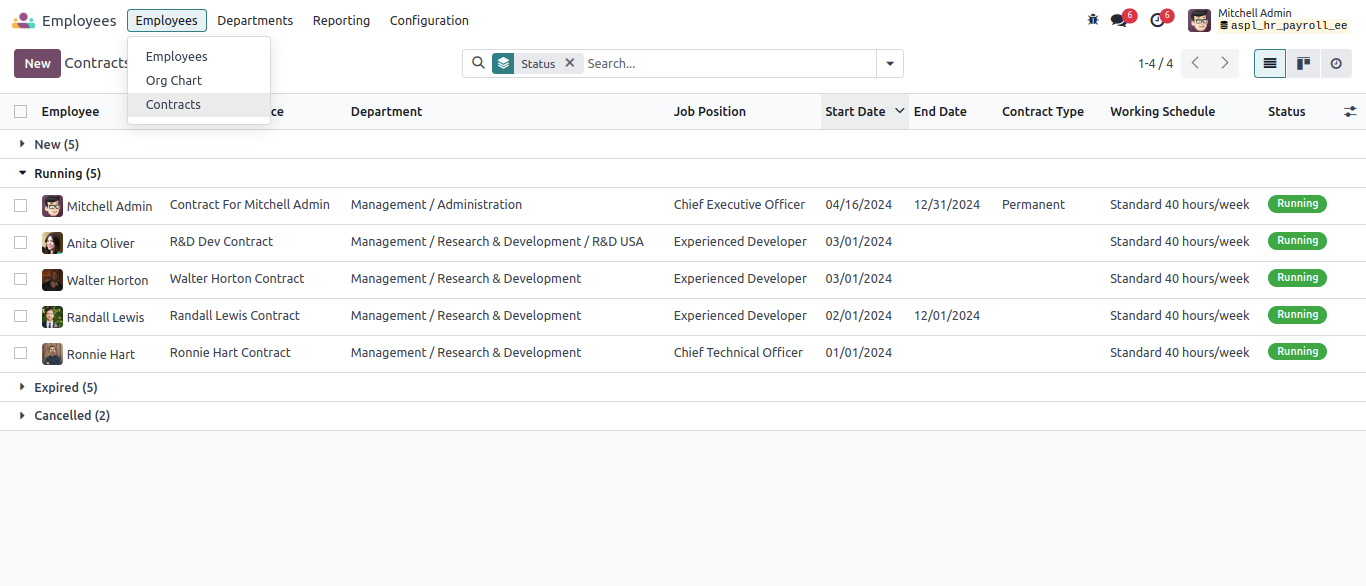 Employees Employees Departments Reporting Configuration 6 6 Mitchell Admin
aspl_hr_payroll_ee
New Contracts Status Search... 1-4 / 4
Employees
Org Chart
Contracts
Employee ce Department Job Position Start Date End Date Contract Type Working Schedule Status
New (5)
Running (5)
Mitchell Admin Contract For Mitchell Admin Management / Administration Chief Executive Officer 04/16/2024 12/31/2024 Permanent Standard 40 hours/week Running
Anita Oliver R&D Dev Contract Management / Research & Development / R&D USA Experienced Developer 03/01/2024 Standard 40 hours/week Running
Walter Horton Walter Horton Contract Management / Research & Development Experienced Developer 03/01/2024 Standard 40 hours/week Running
Randall Lewis Randall Lewis Contract Management / Research & Development Experienced Developer 02/01/2024 12/01/2024 Standard 40 hours/week Running
Ronnie Hart Ronnie Hart Contract Management / Research & Development Chief Technical Officer 01/01/2024 Standard 40 hours/week Running
Expired (5)
Cancelled (2)